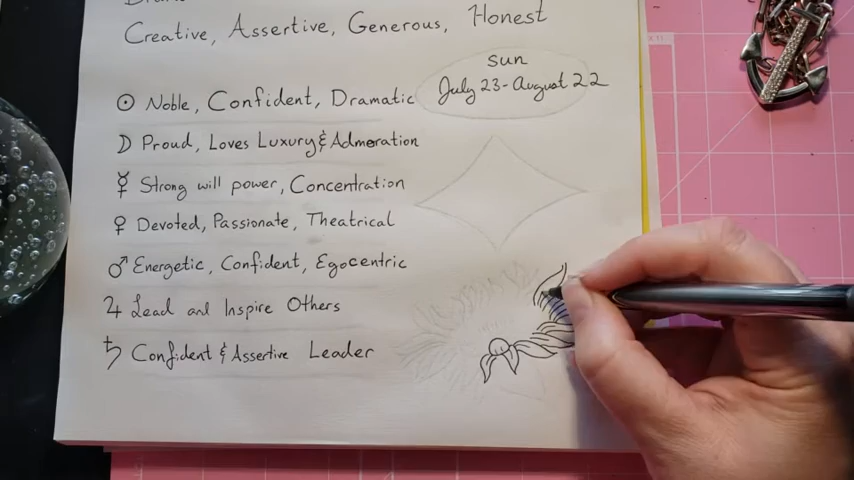 Creative, Assertive, Generous, Honest
sun
July 23-August 22
☉ Noble, Confident, Dramatic
☽ Proud, Loves Luxury & Admeration
☿ Strong will power, Concentration
♀ Devoted, Passionate, Theatrical
♂ Energetic, Confident, Egocentric
♃ Lead and Inspire Others
♄ Confident & Assertive Leader